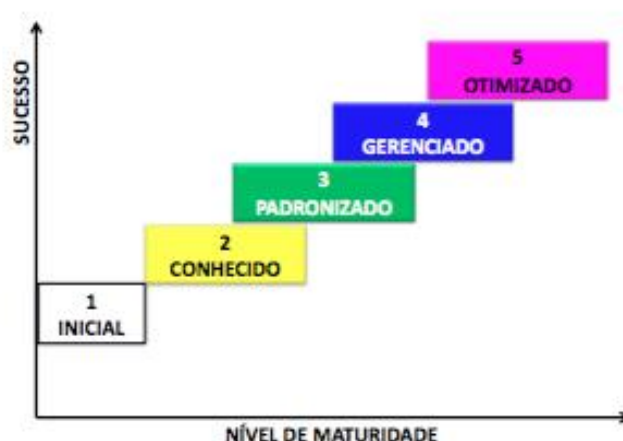 SUCESSO
5
OTIMIZADO
4
GERENCIADO
3
PADRONIZADO
2
CONHECIDO
1
INICIAL
NÍVEL DE MATURIDADE